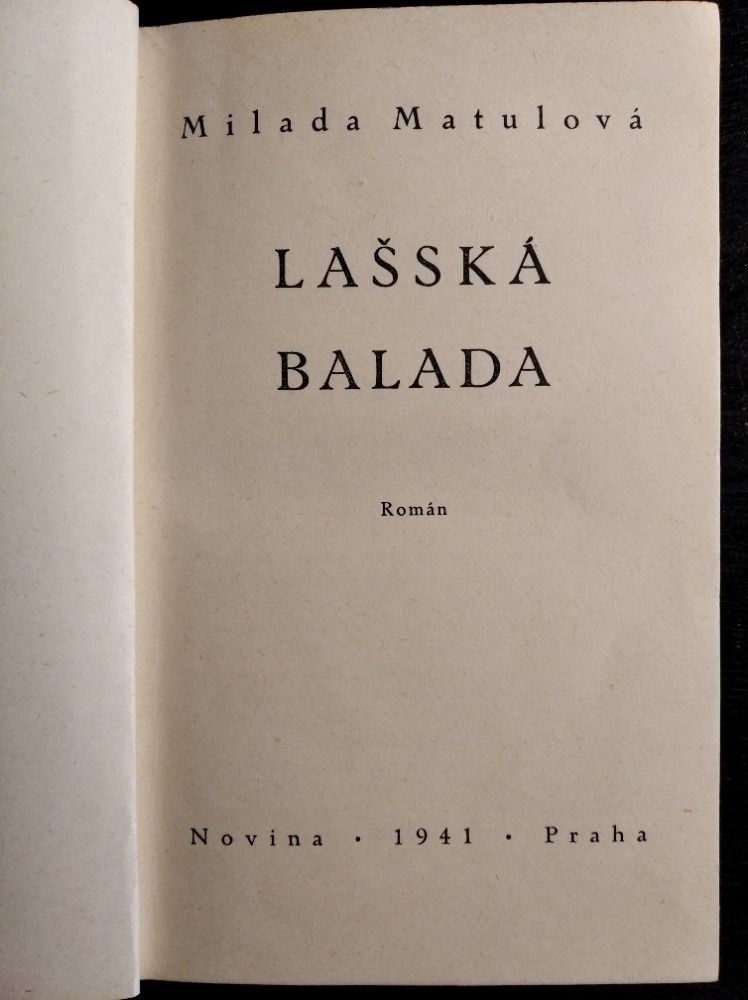 Milada Matulová
LAŠSKÁ
BALADA
Román
Novina • 1941 • Praha